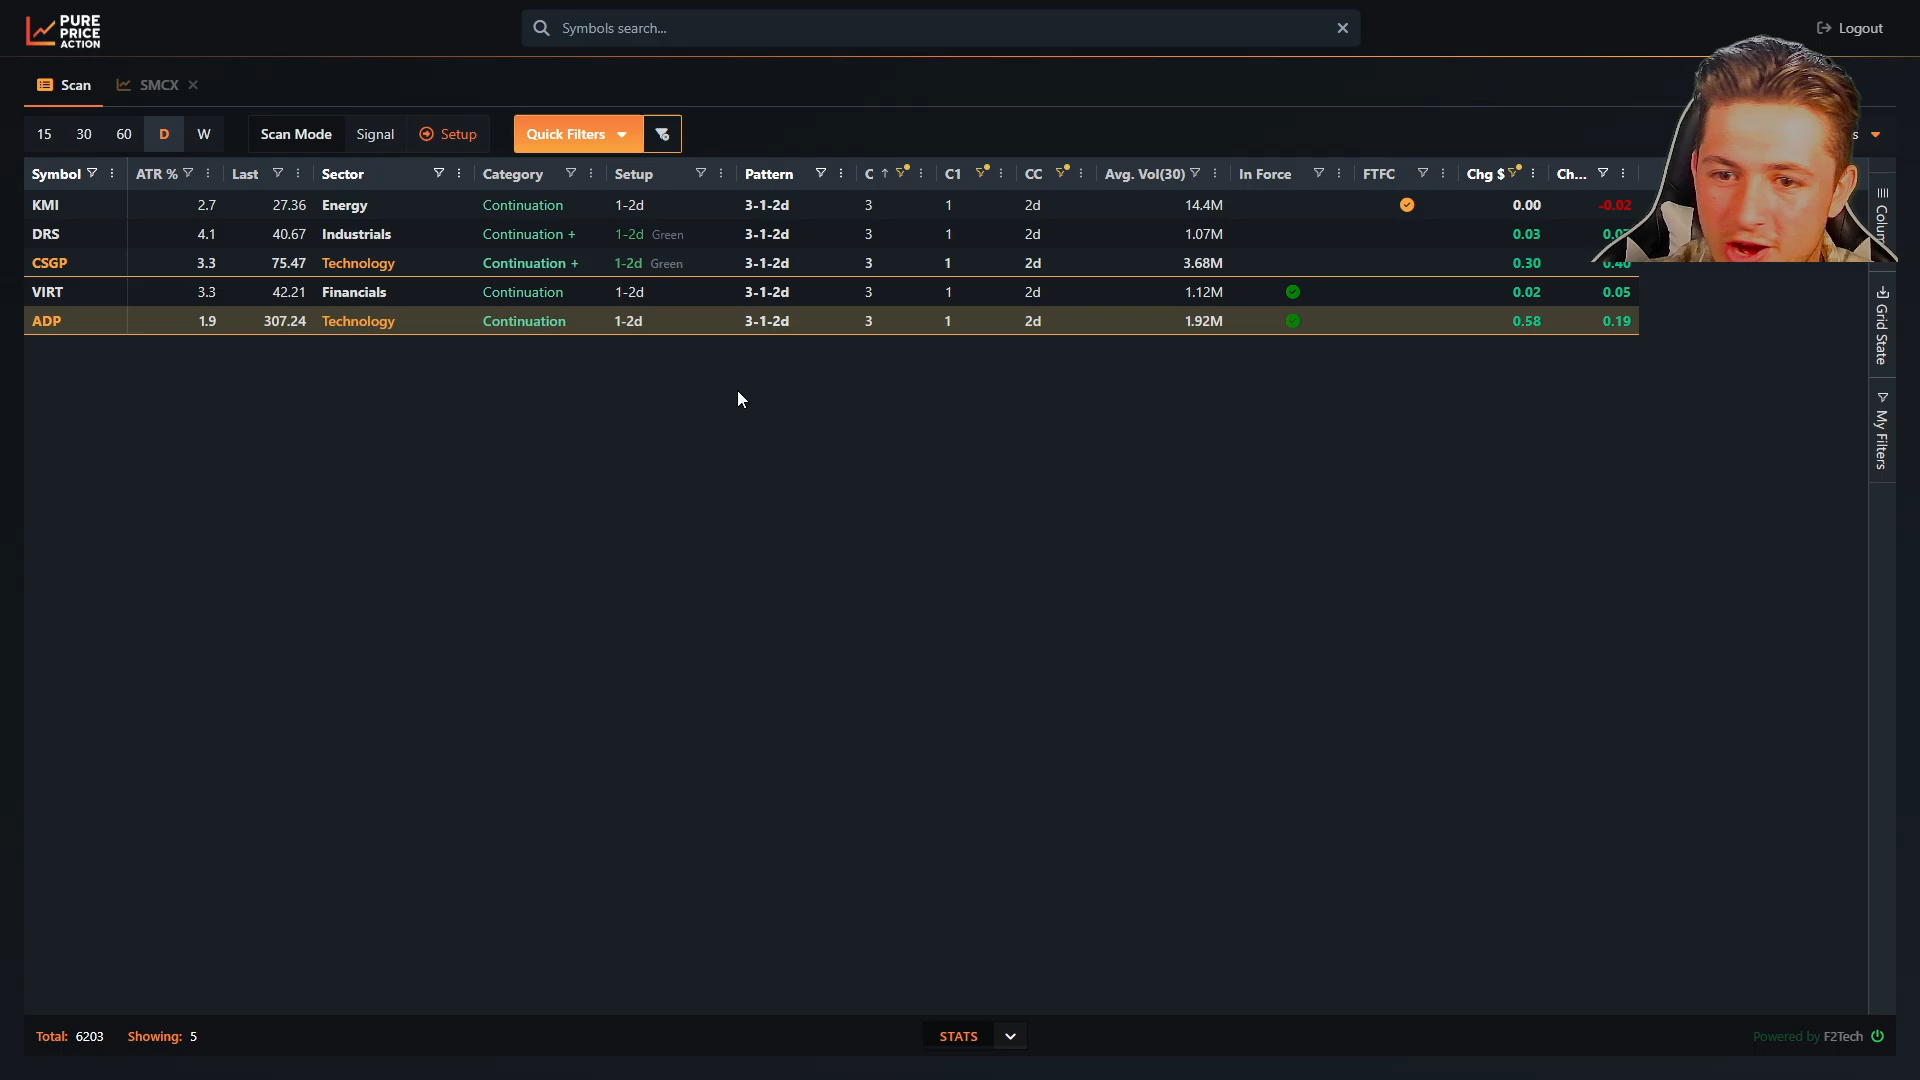 PURE
PRICE
ACTION
Symbols search...
Logout
Scan SMCX
15 30 60 D W Scan Mode Signal Setup Quick Filters
Symbol ATR % Last Sector Category Setup Pattern C C1 CC Avg. Vol(30) In Force FTFC Chg $ Ch...
KMI 2.7 27.36 Energy Continuation 1-2d 3-1-2d 3 1 2d 14.4M 0.00 -0.02
DRS 4.1 40.67 Industrials Continuation + 1-2d Green 3-1-2d 3 1 2d 1.07M 0.03
CSGP 3.3 75.47 Technology Continuation + 1-2d Green 3-1-2d 3 1 2d 3.68M 0.30 0.40
VIRT 3.3 42.21 Financials Continuation 1-2d 3-1-2d 3 1 2d 1.12M 0.02 0.05
ADP 1.9 307.24 Technology Continuation 1-2d 3-1-2d 3 1 2d 1.92M 0.58 0.19
Grid State
My Filters
Total: 6203 Showing: 5
STATS
Powered by F2Tech